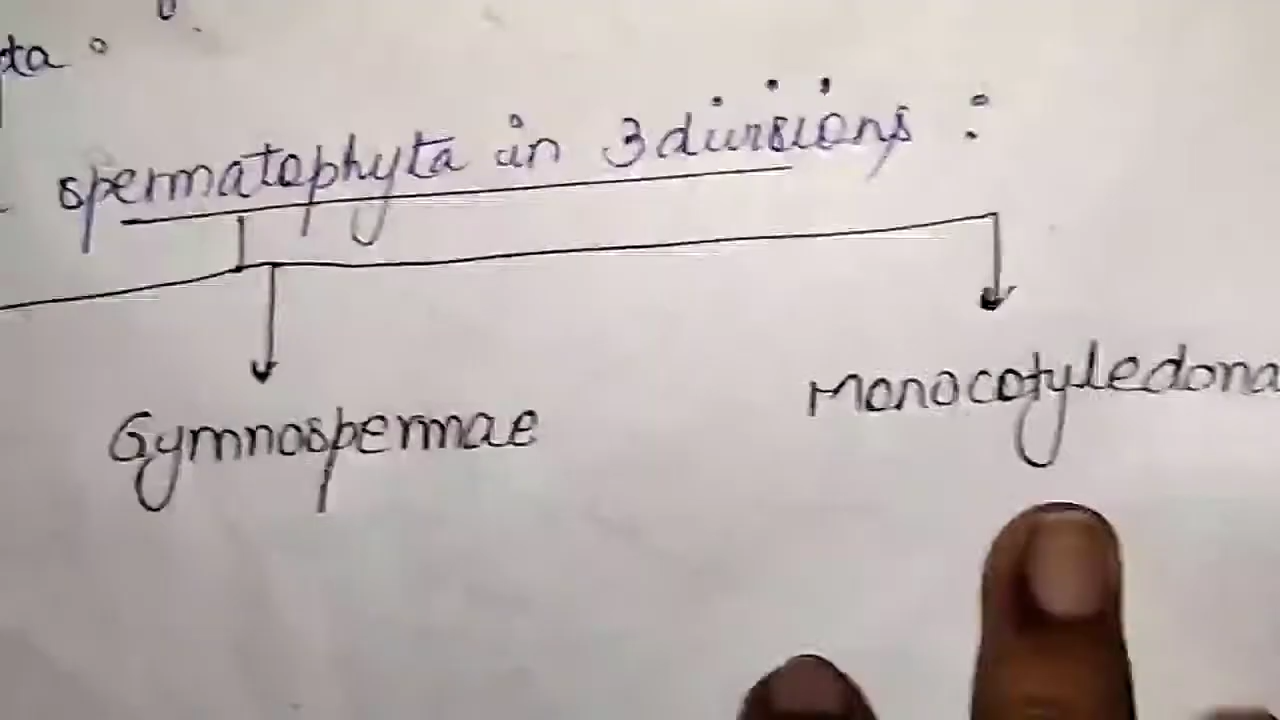 ta :
spermatophyta in 3 divisions :
Gymnospermae
Monocotyledona